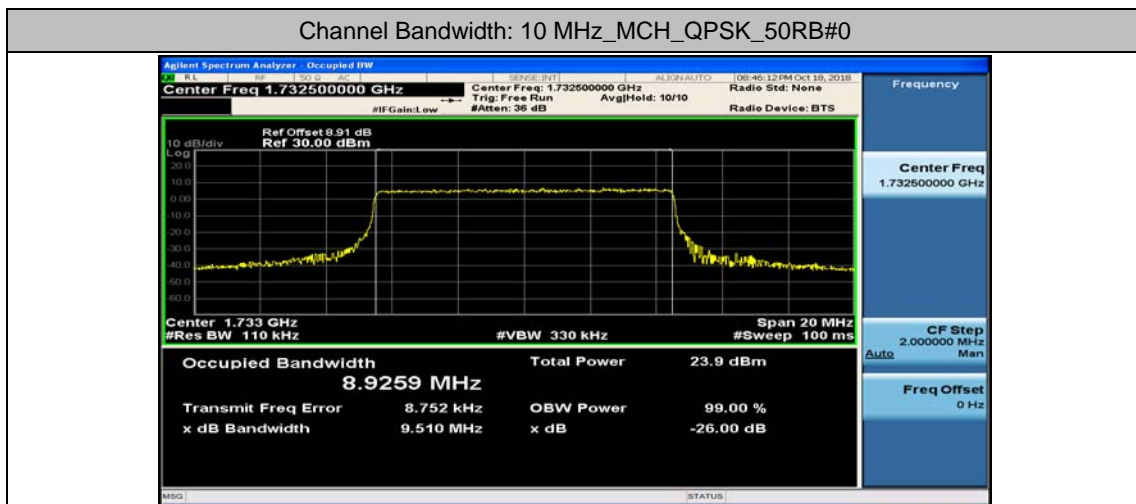 Channel Bandwidth: 10 MHz_MCH_QPSK_50RB#0
Agilent Spectrum Analyzer - Occupied BW
LXI RL RF 50 Ω AC SENSE:INT ALIGN AUTO 08:46:12 PM Oct 18, 2018
Center Freq 1.732500000 GHz Center Freq: 1.732500000 GHz Radio Std: None
Trig: Free Run Avg|Hold: 10/10
#IFGain:Low #Atten: 36 dB Radio Device: BTS
Frequency
Ref Offset 8.91 dB
10 dB/div Ref 30.00 dBm
Log
20.0
10.0
0.00
-10.0
-20.0
-30.0
-40.0
-50.0
-60.0
Center Freq
1.732500000 GHz
Center 1.733 GHz Span 20 MHz
#Res BW 110 kHz #VBW 330 kHz #Sweep 100 ms
CF Step
2.000000 MHz
Auto Man
Occupied Bandwidth Total Power 23.9 dBm
8.9259 MHz
Transmit Freq Error 8.752 kHz OBW Power 99.00 %
x dB Bandwidth 9.510 MHz x dB -26.00 dB
Freq Offset
0 Hz
MSG STATUS